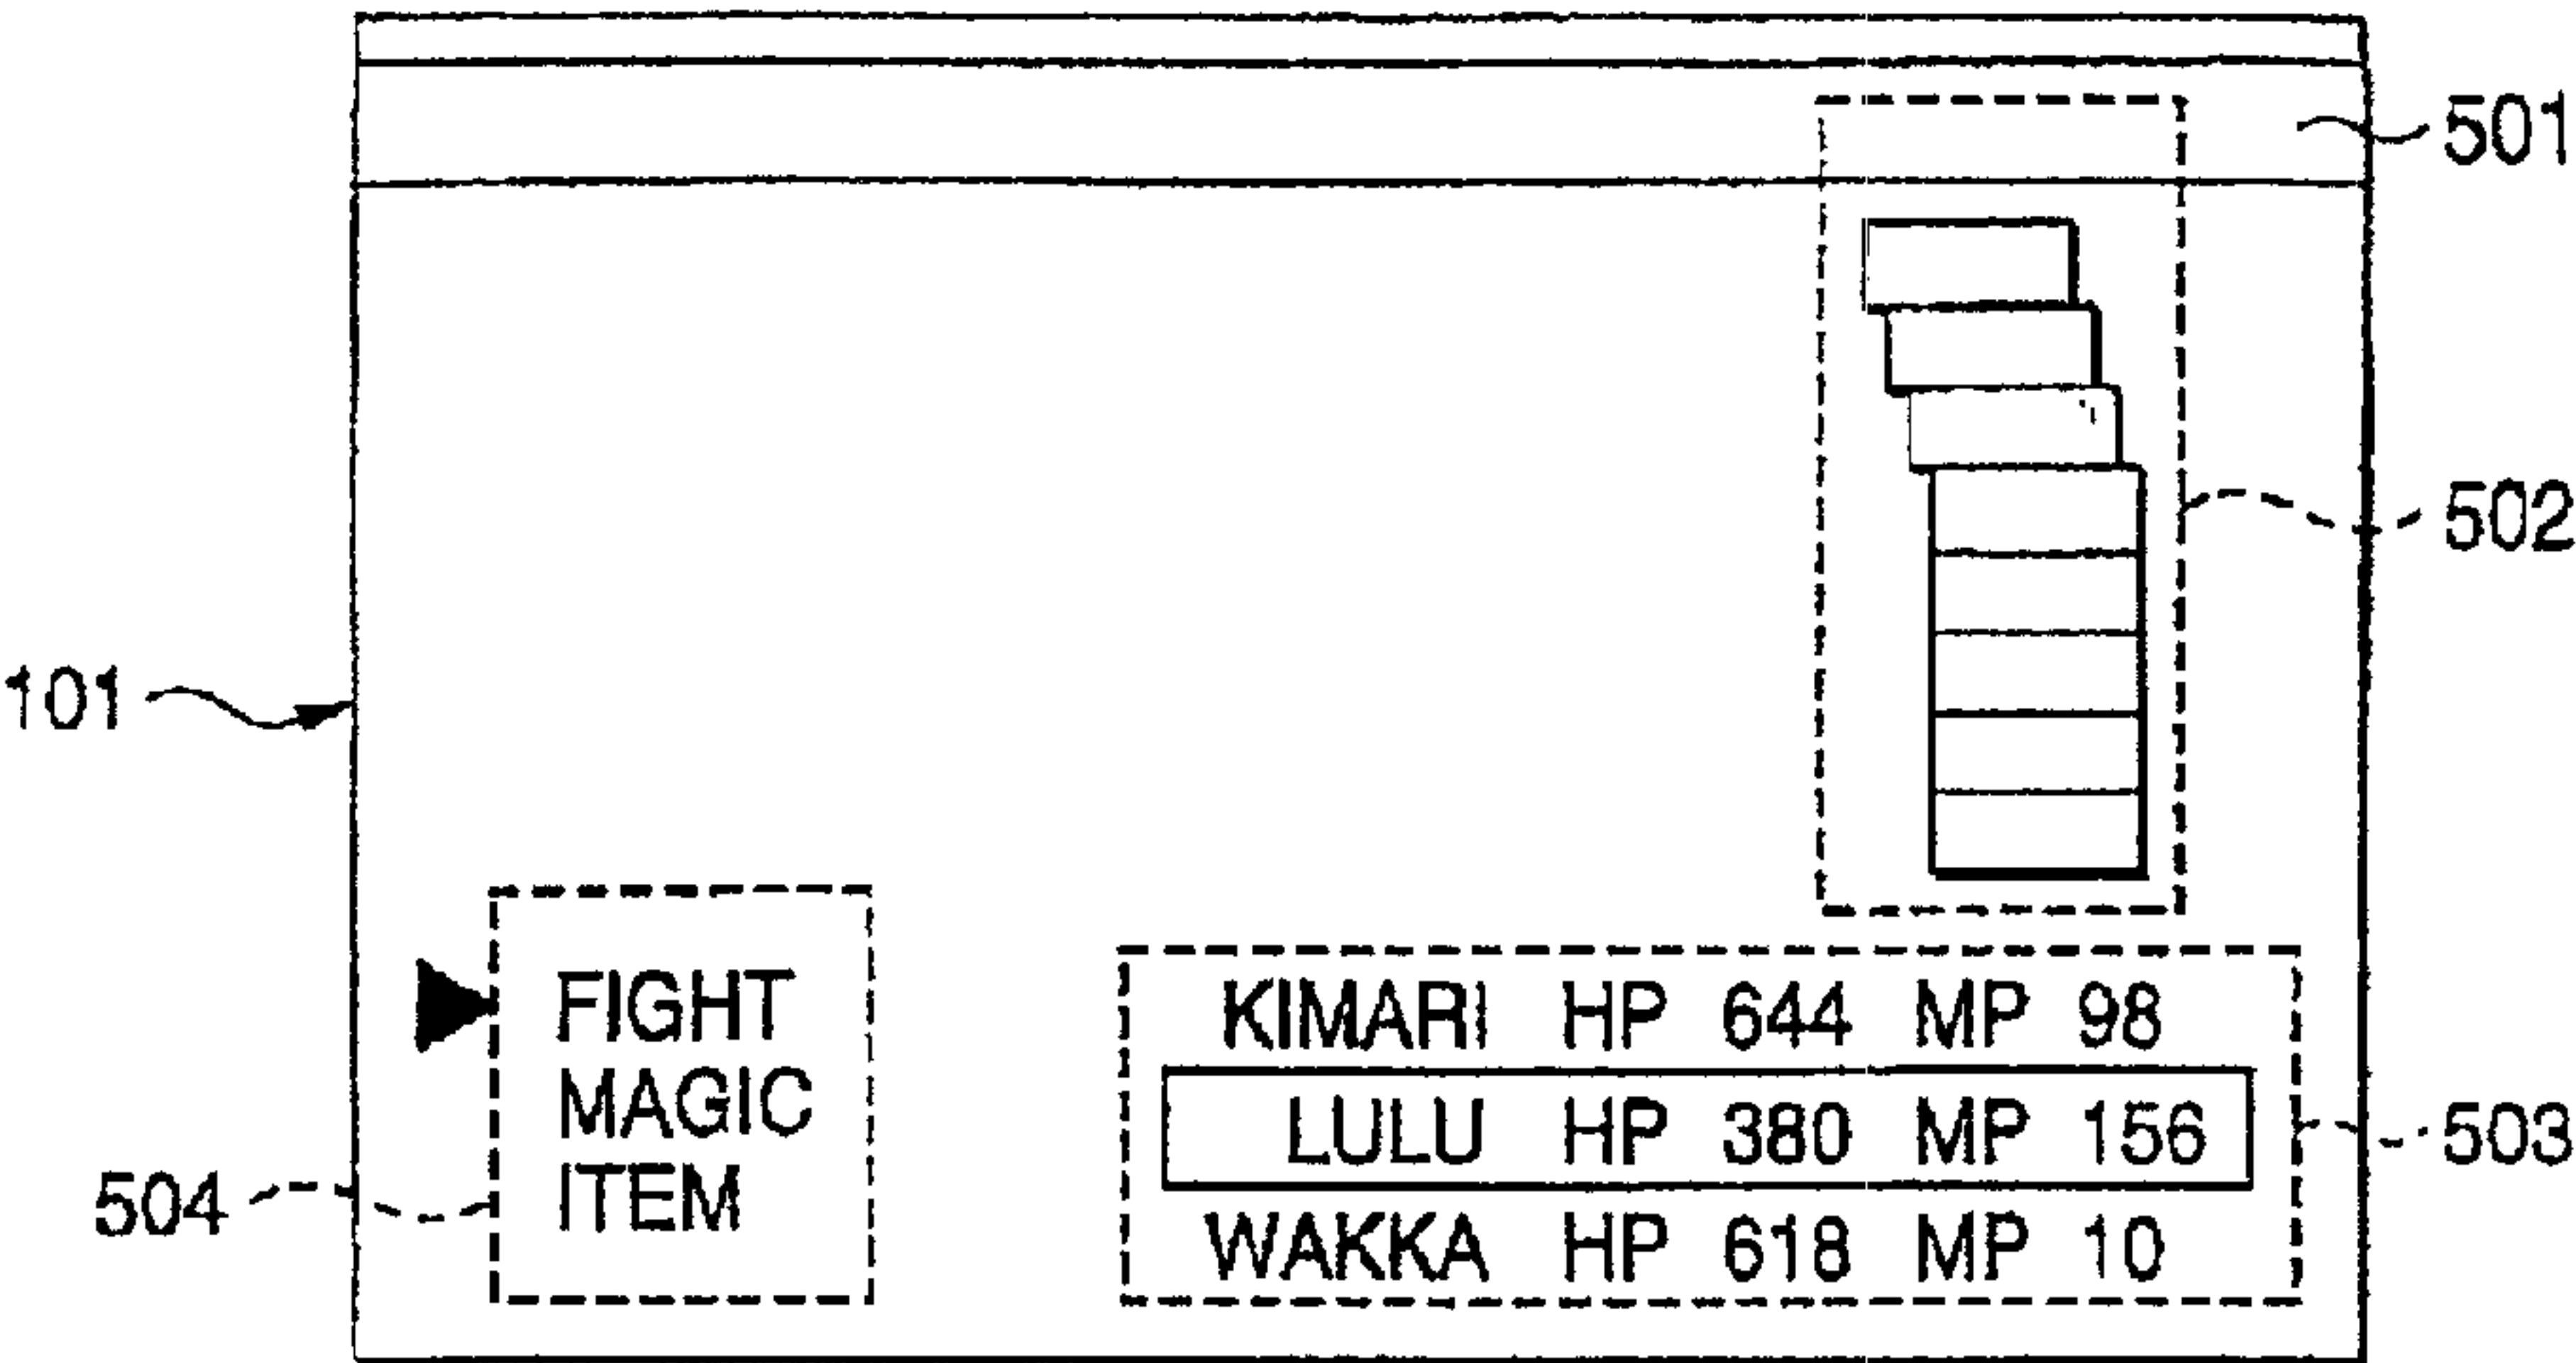 501
502
101
FIGHT
MAGIC
ITEM
504
KIMARI HP 644 MP 98
LULU HP 380 MP 156
WAKKA HP 618 MP 10
503